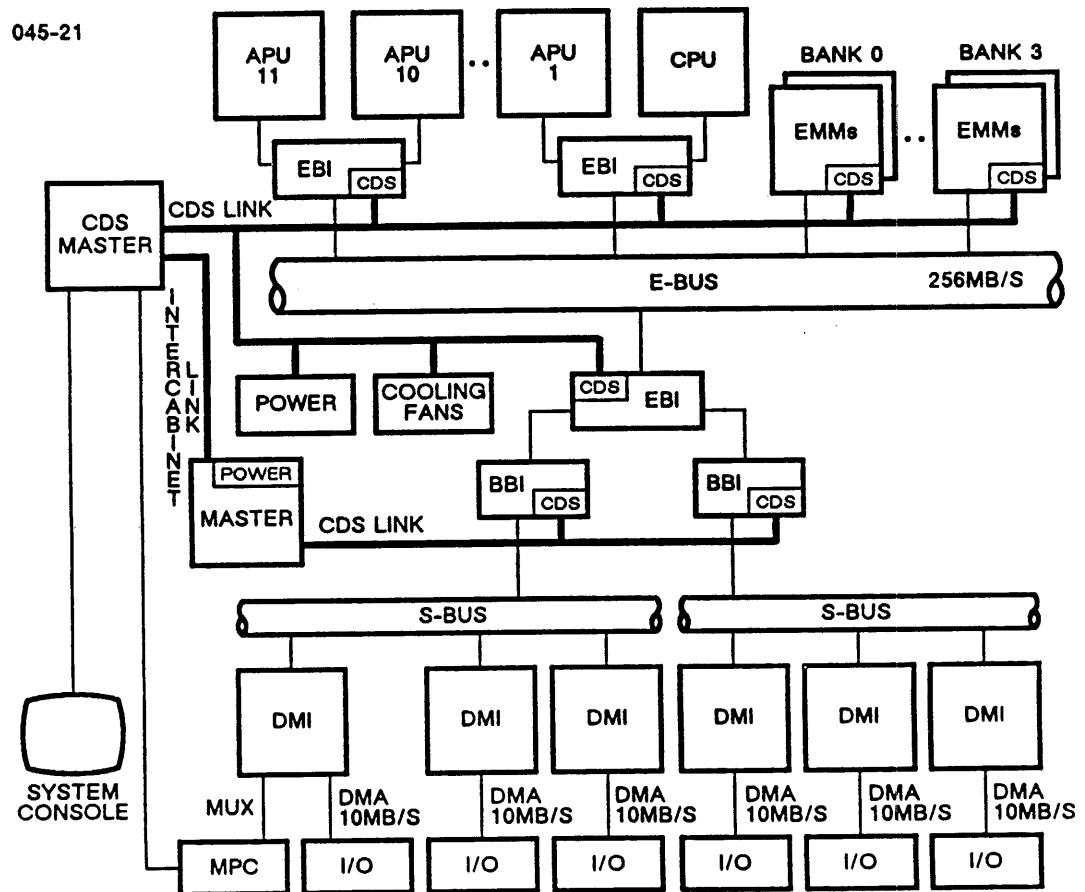 045-21
APU
11
APU
10
..
APU
1
CPU
BANK 0
BANK 3
EMMs
..
EMMs
CDS
CDS
EBI
CDS
EBI
CDS
CDS
MASTER
CDS LINK
E-BUS
256MB/S
INTERCABINET
LINK
POWER
COOLING
FANS
CDS
EBI
POWER
MASTER
BBI
CDS
BBI
CDS
CDS LINK
S-BUS
S-BUS
DMI
DMI
DMI
DMI
DMI
DMI
SYSTEM
CONSOLE
MUX
DMA
10MB/S
DMA
10MB/S
DMA
10MB/S
DMA
10MB/S
DMA
10MB/S
DMA
10MB/S
MPC
I/O
I/O
I/O
I/O
I/O
I/O